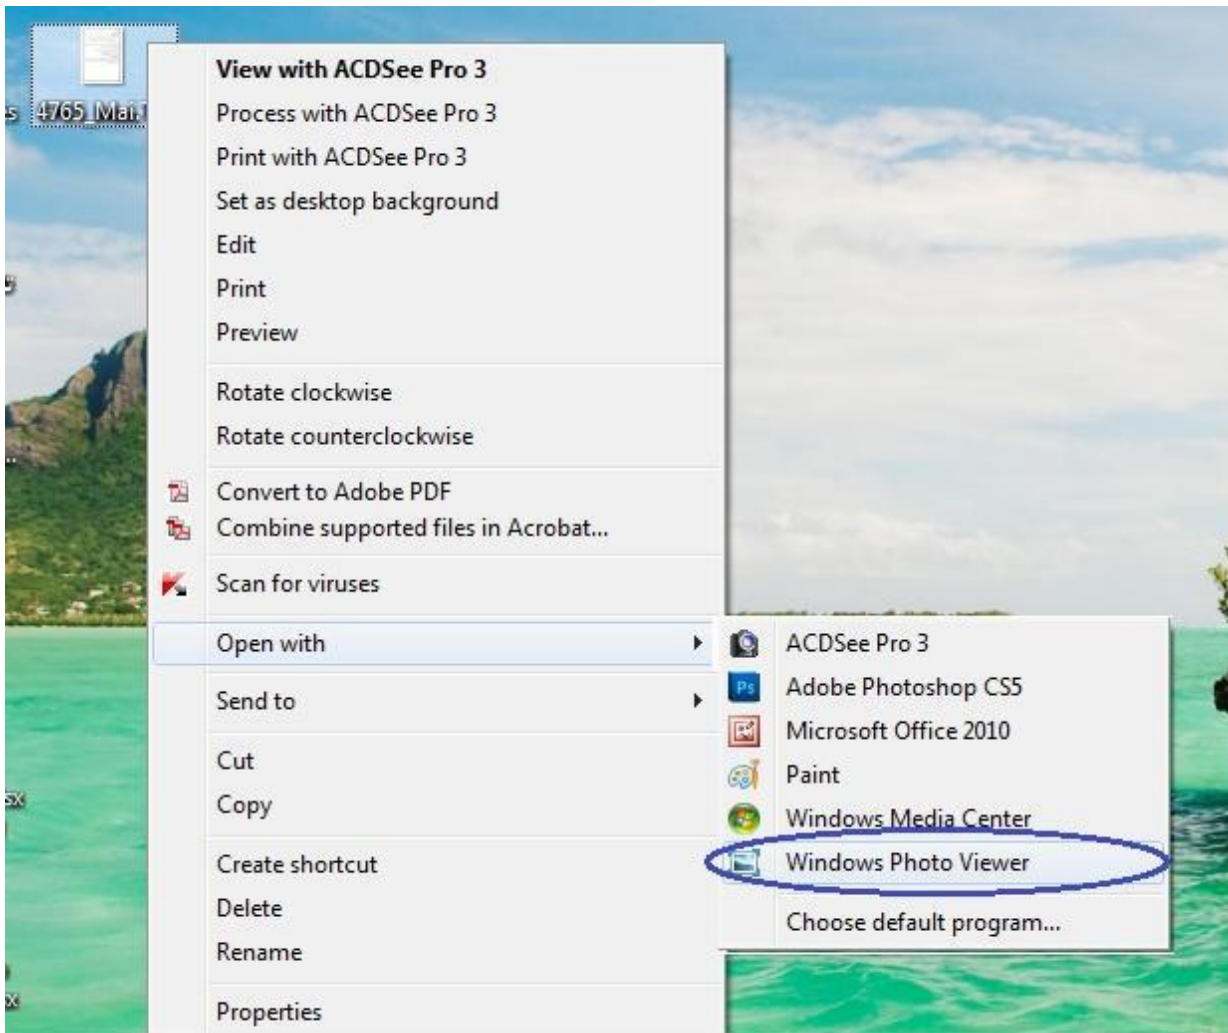 4765_Mai.
View with ACDSee Pro 3
Process with ACDSee Pro 3
Print with ACDSee Pro 3
Set as desktop background
Edit
Print
Preview
Rotate clockwise
Rotate counterclockwise
Convert to Adobe PDF
Combine supported files in Acrobat...
Scan for viruses
Open with
Send to
Cut
Copy
Create shortcut
Delete
Rename
Properties
ACDSee Pro 3
Ps
Adobe Photoshop CS5
Microsoft Office 2010
Paint
Windows Media Center
Windows Photo Viewer
Choose default program...